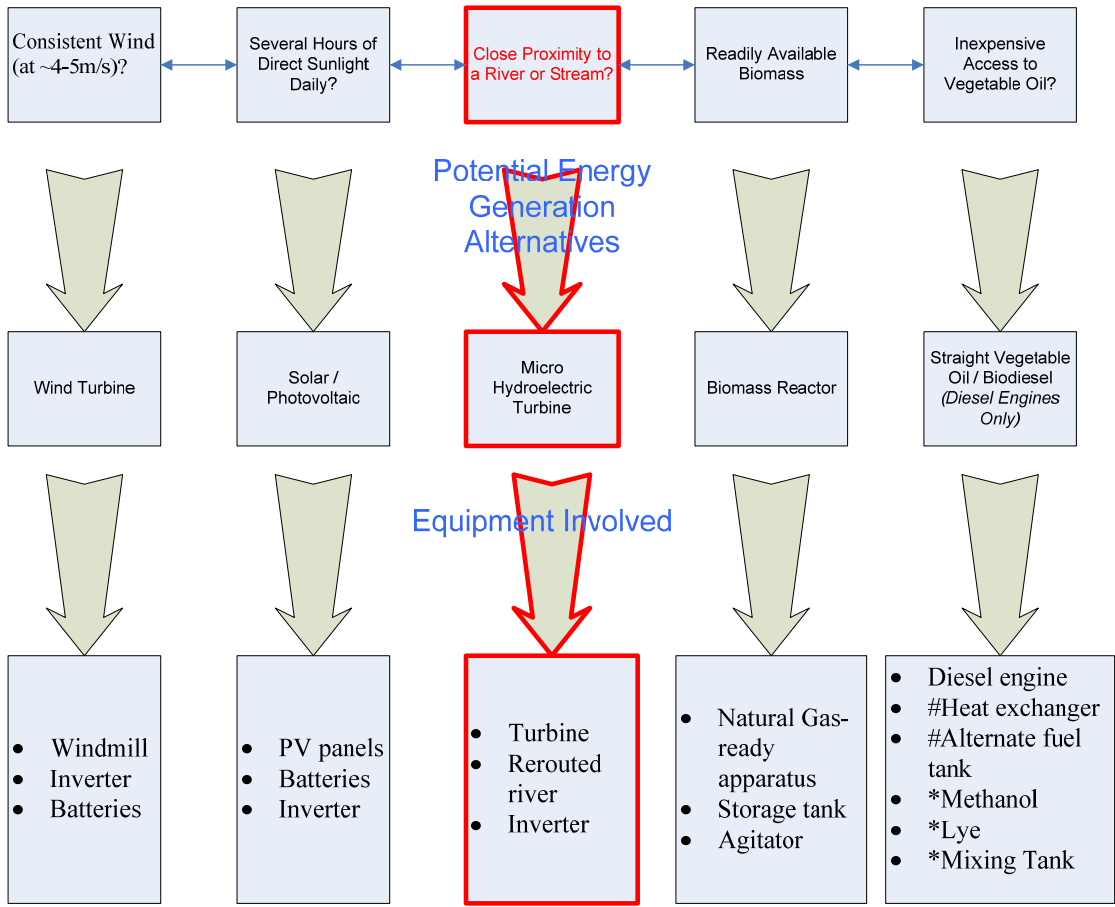 Consistent Wind
(at ~4-5m/s)?
Several Hours of
Direct Sunlight
Daily?
Close Proximity to
a River or Stream?
Readily Available
Biomass
Inexpensive
Access to
Vegetable Oil?
Potential Energy
Generation
Alternatives
Wind Turbine
Solar /
Photovoltaic
Micro
Hydroelectric
Turbine
Biomass Reactor
Straight Vegetable
Oil / Biodiesel
(Diesel Engines
Only)
Equipment Involved
• Windmill
• Inverter
• Batteries
• PV panels
• Batteries
• Inverter
• Turbine
• Rerouted
river
• Inverter
• Natural Gas-
ready
apparatus
• Storage tank
• Agitator
• Diesel engine
• #Heat exchanger
• #Alternate fuel
tank
• *Methanol
• *Lye
• *Mixing Tank